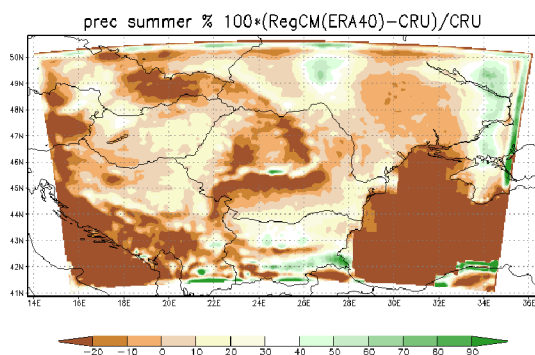 prec summer % 100*(RegCM(ERA40)-CRU)/CRU
50N
49N
48N
47N
46N
45N
44N
43N
42N
41N
14E 16E 18E 20E 22E 24E 26E 28E 30E 32E 34E 36E
-20 -10 0 10 20 30 40 50 60 70 80 90